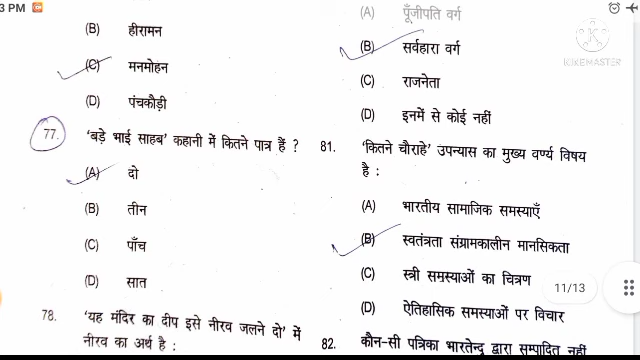 3 PM
(B) हीरामन
(C) मनमोहन
(D) पंचकौड़ी
77. 'बड़े भाई साहब' कहानी में कितने पात्र हैं ?
(A) दो
(B) तीन
(C) पाँच
(D) सात
78. 'यह मंदिर का दीप इसे नीरव जलने दो' में
नीरव का अर्थ है :
(A) पूँजीपति वर्ग
(B) सर्वहारा वर्ग
(C) राजनेता
(D) इनमें से कोई नहीं
81. 'कितने चौराहे' उपन्यास का मुख्य वर्ण्य विषय
है :
(A) भारतीय सामाजिक समस्याएँ
(B) स्वतंत्रता संग्रामकालीन मानसिकता
(C) स्त्री समस्याओं का चित्रण
(D) ऐतिहासिक समस्याओं पर विचार
82. कौन-सी पत्रिका भारतेन्दु द्वारा सम्पादित नहीं
11/13
KINEMASTER